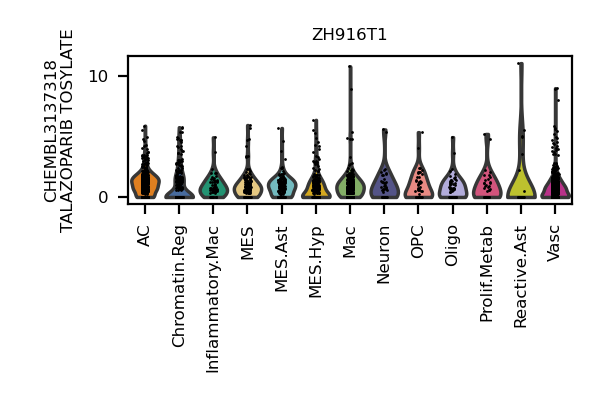 ZH916T1
CHEMBL3137318
TALAZOPARIB TOSYLATE
10
0
AC
Chromatin.Reg
Inflammatory.Mac
MES
MES.Ast
MES.Hyp
Mac
Neuron
OPC
Oligo
Prolif.Metab
Reactive.Ast
Vasc